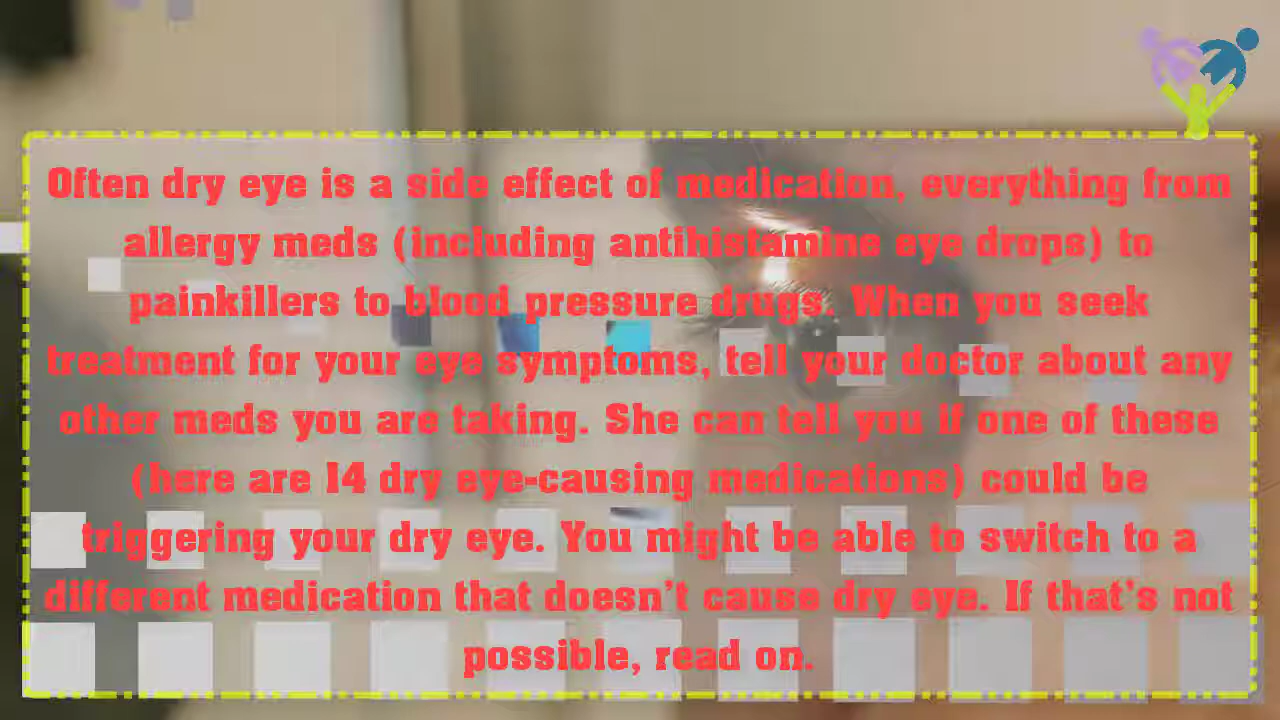 Often dry eye is a side effect of medication, everything from
allergy meds (including antihistamine eye drops) to
painkillers to blood pressure drugs. When you seek
treatment for your eye symptoms, tell your doctor about any
other meds you are taking. She can tell you if one of these
(here are 14 dry eye-causing medications) could be
triggering your dry eye. You might be able to switch to a
different medication that doesn't cause dry eye. If that's not
possible, read on.